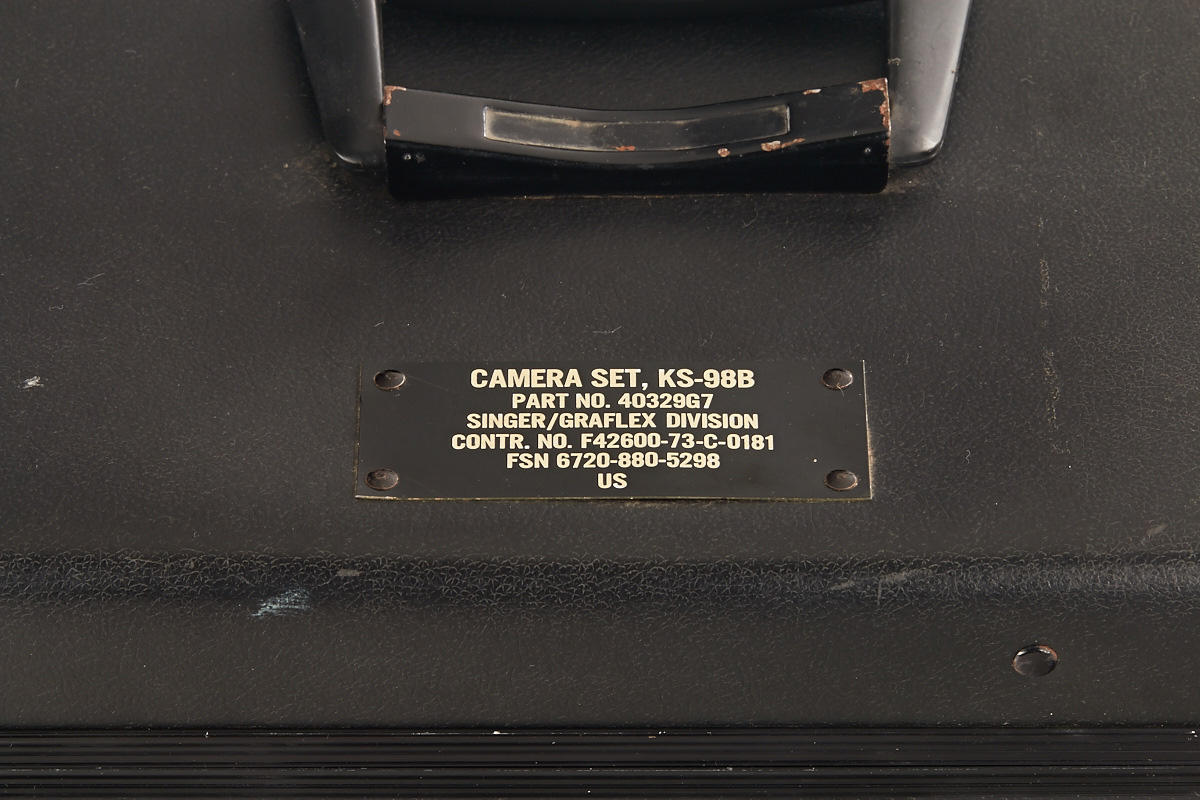 CAMERA SET, KS-98B
PART NO. 40329G7
SINGER/GRAFLEX DIVISION
CONTR. NO. F42600-73-C-0181
FSN 6720-880-5298
US